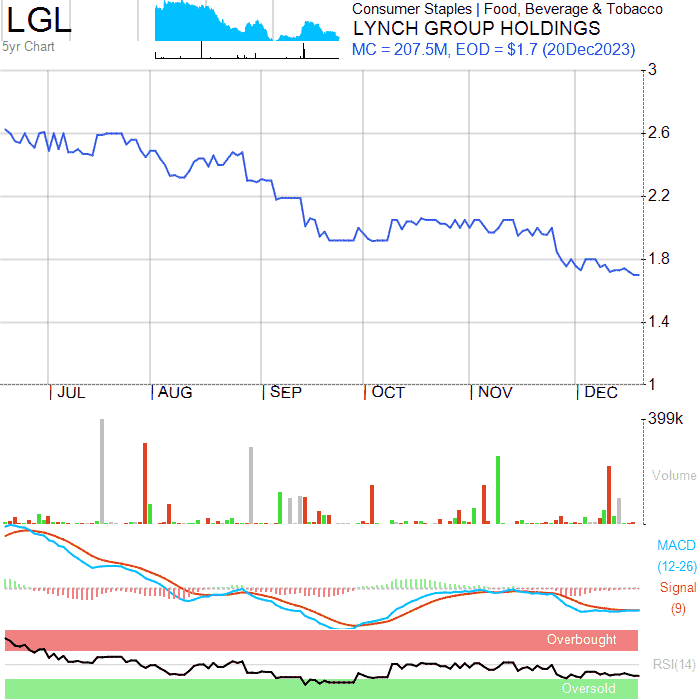 LGL
5yr Chart
Consumer Staples | Food, Beverage & Tobacco
LYNCH GROUP HOLDINGS
MC = 207.5M, EOD = $1.7 (20Dec2023)
3
2.6
2.2
1.8
1.4
1
JUL AUG SEP OCT NOV DEC
399k
Volume
MACD
(12-26)
Signal
(9)
Overbought
RSI(14)
Oversold